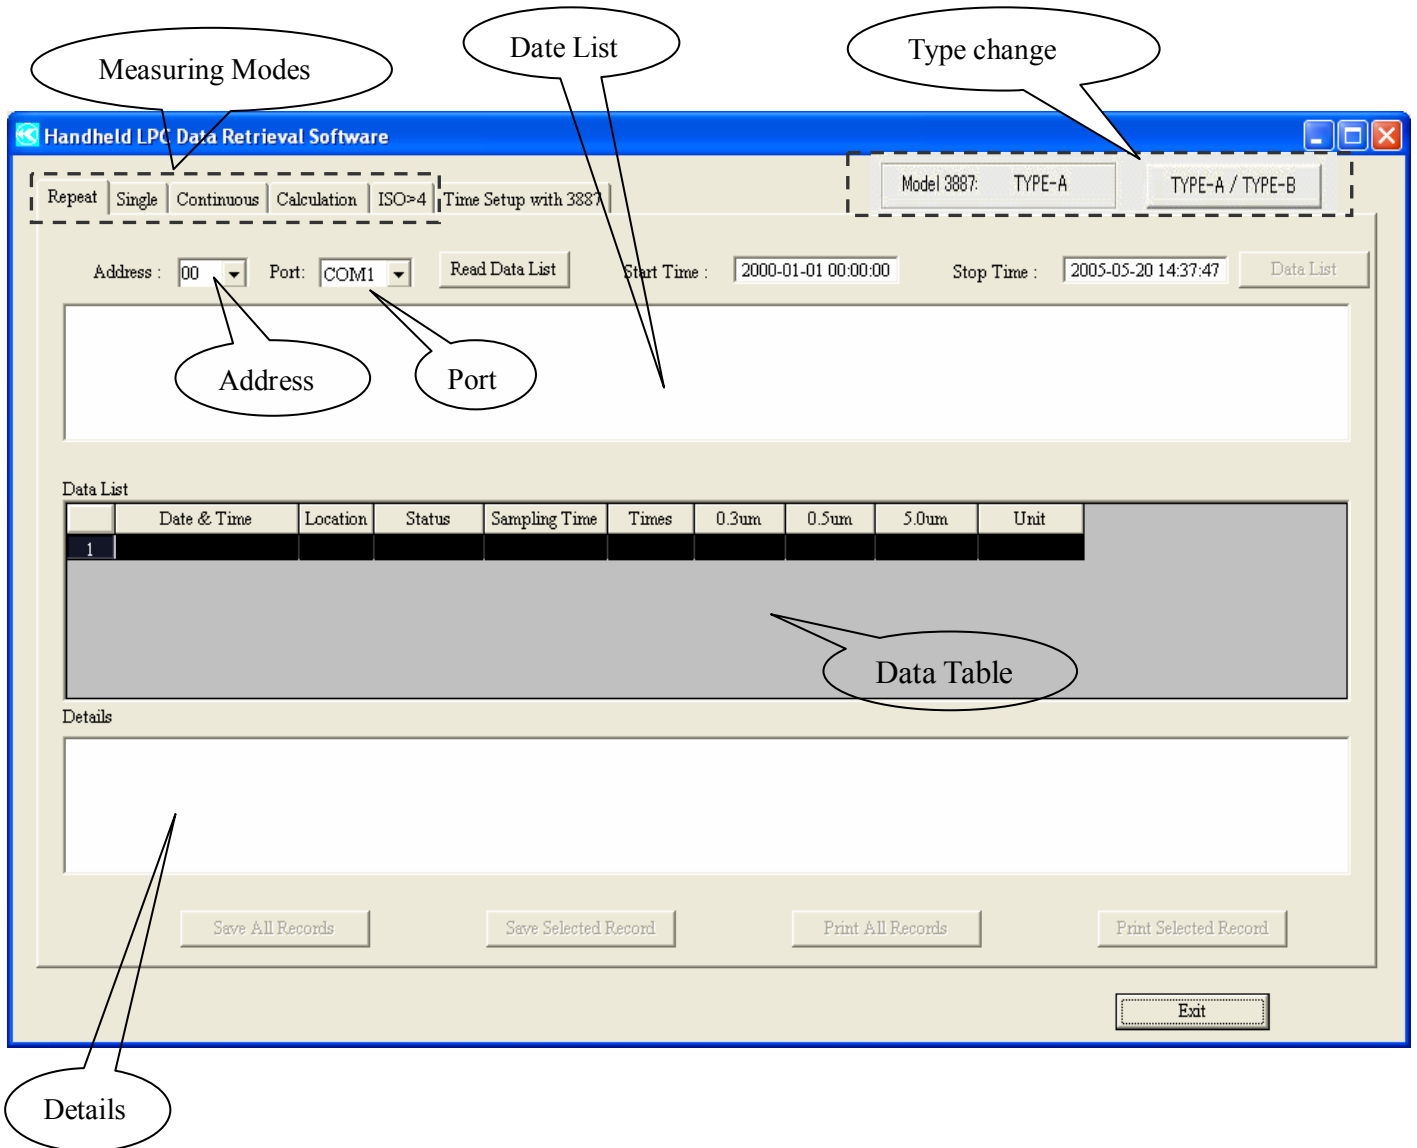 Measuring Modes
Date List
Type change
Handheld LPC Data Retrieval Software
Repeat Single Continuous Calculation ISO>4 Time Setup with 3887
Model 3887: TYPE-A TYPE-A / TYPE-B
Address : 00 Port: COM1 Read Data List Start Time : 2000-01-01 00:00:00 Stop Time : 2005-05-20 14:37:47 Data List
Address
Port
Data List
Date & Time Location Status Sampling Time Times 0.3um 0.5um 5.0um Unit
1
Data Table
Details
Save All Records Save Selected Record Print All Records Print Selected Record
Exit
Details